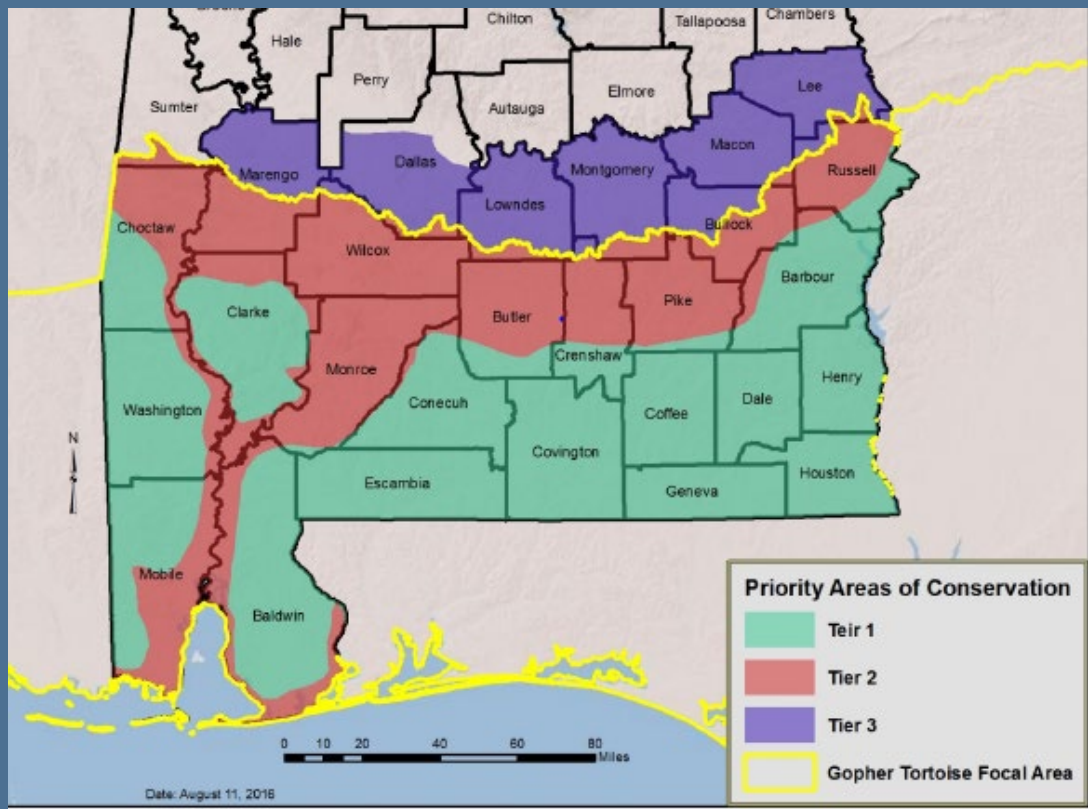 Chilton
Tallapoosa
Chambers
Hale
Perry
Sumter
Autauga
Elmore
Lee
Marengo
Dallas
Montgomery
Macon
Russell
Lowndes
Bullock
Choctaw
Wilcox
Barbour
Clarke
Butler
Pike
Crenshaw
Monroe
Conecuh
Henry
Washington
Coffee
Dale
Covington
Escambia
Geneva
Houston
N
S
Mobile
Baldwin
Priority Areas of Conservation
Teir 1
Tier 2
Tier 3
Gopher Tortoise Focal Area
0 10 20 40 60 80
Miles
Date: August 11, 2016